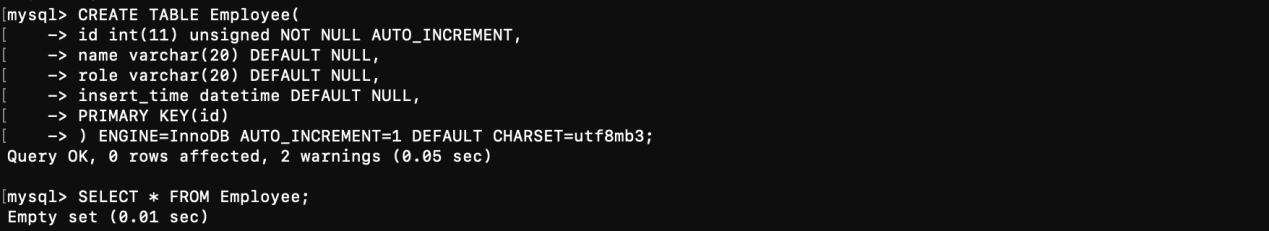 [mysql> CREATE TABLE Employee(
[    -> id int(11) unsigned NOT NULL AUTO_INCREMENT,
[    -> name varchar(20) DEFAULT NULL,
[    -> role varchar(20) DEFAULT NULL,
[    -> insert_time datetime DEFAULT NULL,
[    -> PRIMARY KEY(id)
[    -> ) ENGINE=InnoDB AUTO_INCREMENT=1 DEFAULT CHARSET=utf8mb3;
Query OK, 0 rows affected, 2 warnings (0.05 sec)
[mysql> SELECT * FROM Employee;
Empty set (0.01 sec)